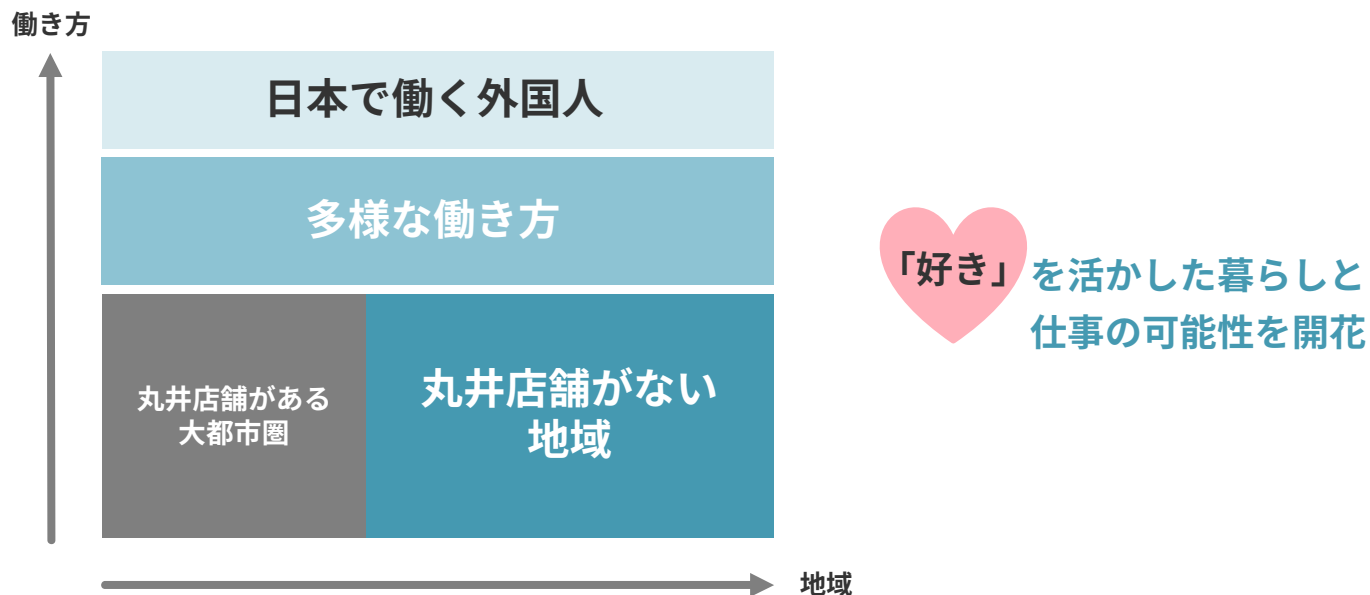 働き方
日本で働く外国人
多様な働き方
丸井店舗がある
大都市圏
丸井店舗がない
地域
地域
「好き」を活かした暮らしと
仕事の可能性を開花